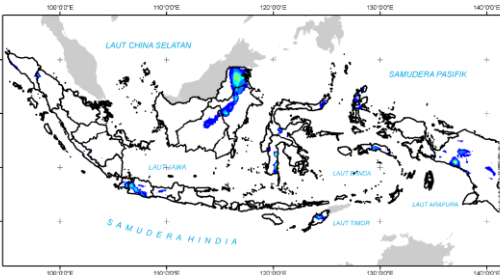 100°0'0"E 110°0'0"E 120°0'0"E 130°0'0"E 140°0'0"E
LAUT CHINA SELATAN
SAMUDERA PASIFIK
LAUT JAWA
LAUT BANDA
LAUT ARAFURA
SAMUDERA HINDIA
LAUT TIMOR
100°0'0"E 110°0'0"E 120°0'0"E 130°0'0"E 140°0'0"E